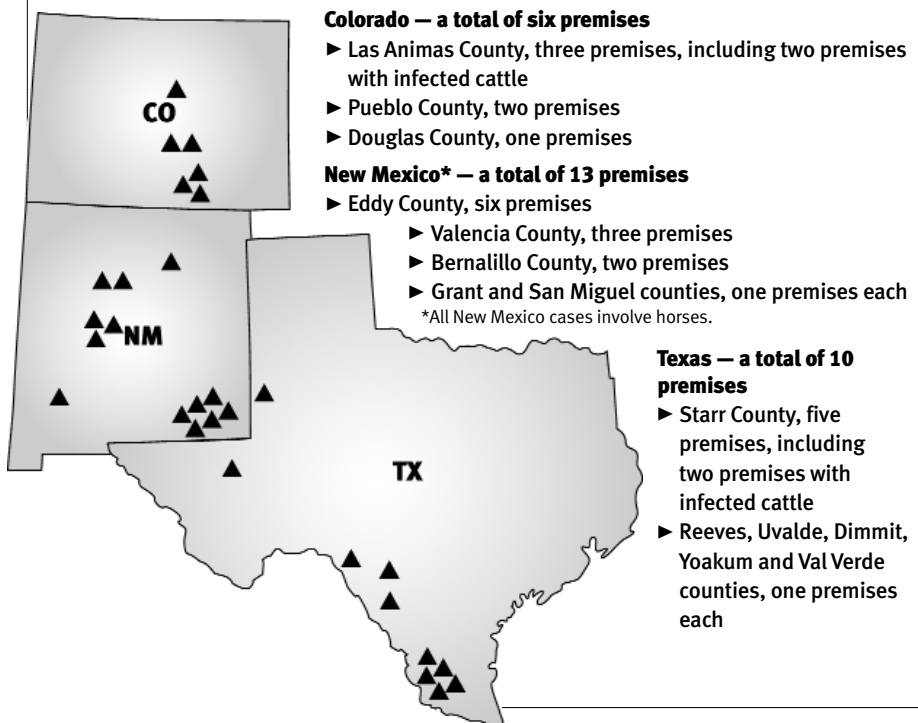 Colorado — a total of six premises
► Las Animas County, three premises, including two premises
with infected cattle
► Pueblo County, two premises
► Douglas County, one premises
New Mexico* — a total of 13 premises
► Eddy County, six premises
► Valencia County, three premises
► Bernalillo County, two premises
► Grant and San Miguel counties, one premises each
*All New Mexico cases involve horses.
Texas — a total of 10
premises
► Starr County, five
premises, including
two premises with
infected cattle
► Reeves, Uvalde, Dimmit,
Yoakum and Val Verde
counties, one premises
each
CO
NM
TX